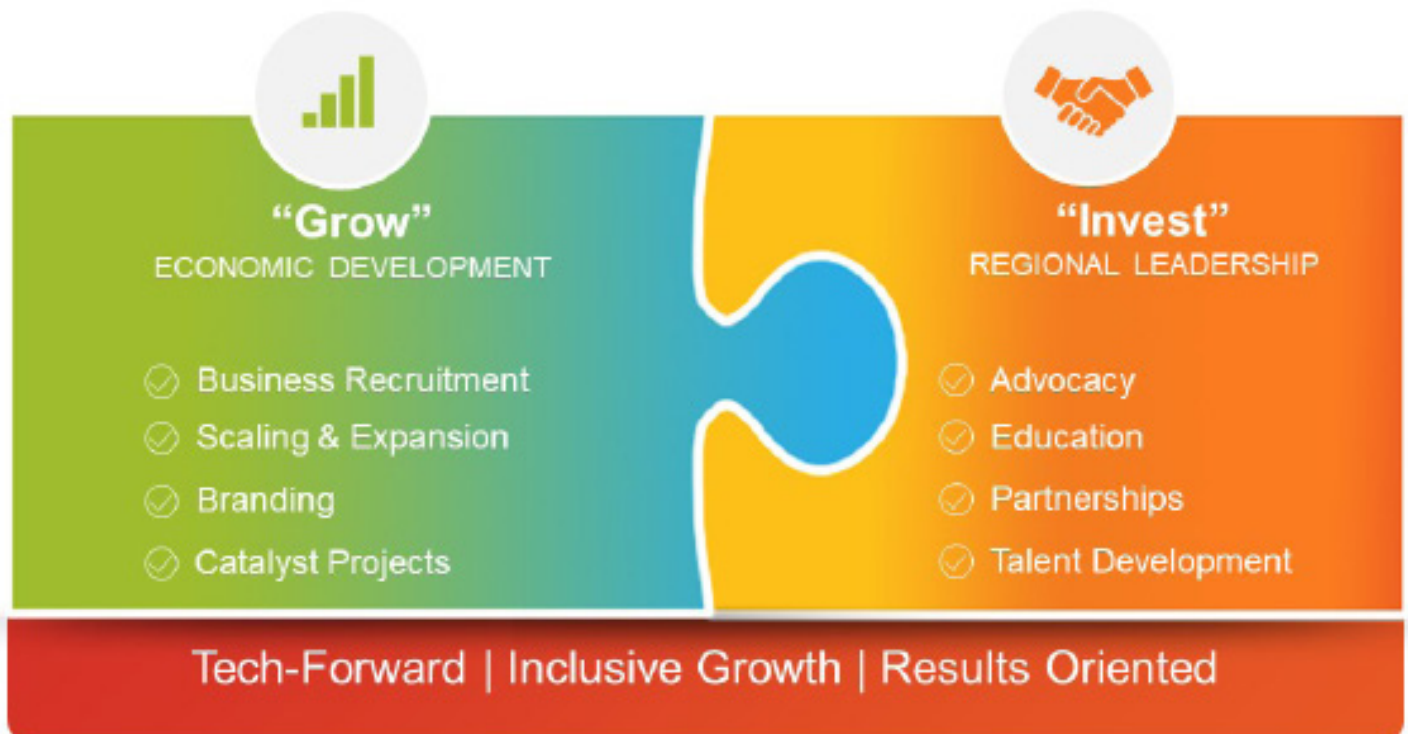 “Grow”
ECONOMIC DEVELOPMENT
Business Recruitment
Scaling & Expansion
Branding
Catalyst Projects
“Invest”
REGIONAL LEADERSHIP
Advocacy
Education
Partnerships
Talent Development
Tech-Forward | Inclusive Growth | Results Oriented